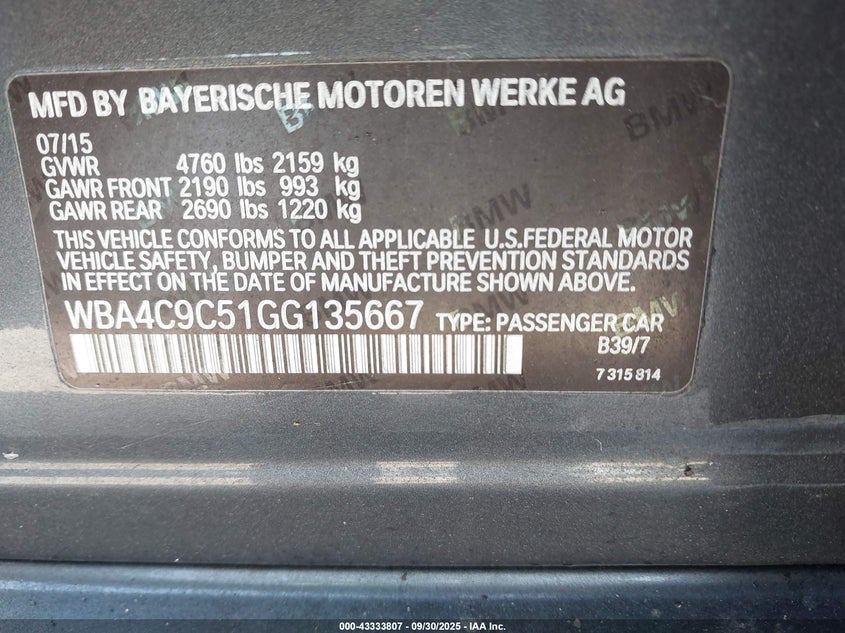 MFD BY BAYERISCHE MOTOREN WERKE AG
07/15
GVWR 4760 lbs 2159 kg
GAWR FRONT 2190 lbs 993 kg
GAWR REAR 2690 lbs 1220 kg
THIS VEHICLE CONFORMS TO ALL APPLICABLE U.S.FEDERAL MOTOR
VEHICLE SAFETY, BUMPER AND THEFT PREVENTION STANDARDS
IN EFFECT ON THE DATE OF MANUFACTURE SHOWN ABOVE.
WBA4C9C51GG135667 TYPE: PASSENGER CAR
B39/7
7 315 814
BMW
BMW
BMW
000-43333807 - 09/30/2025 - IAA Inc.